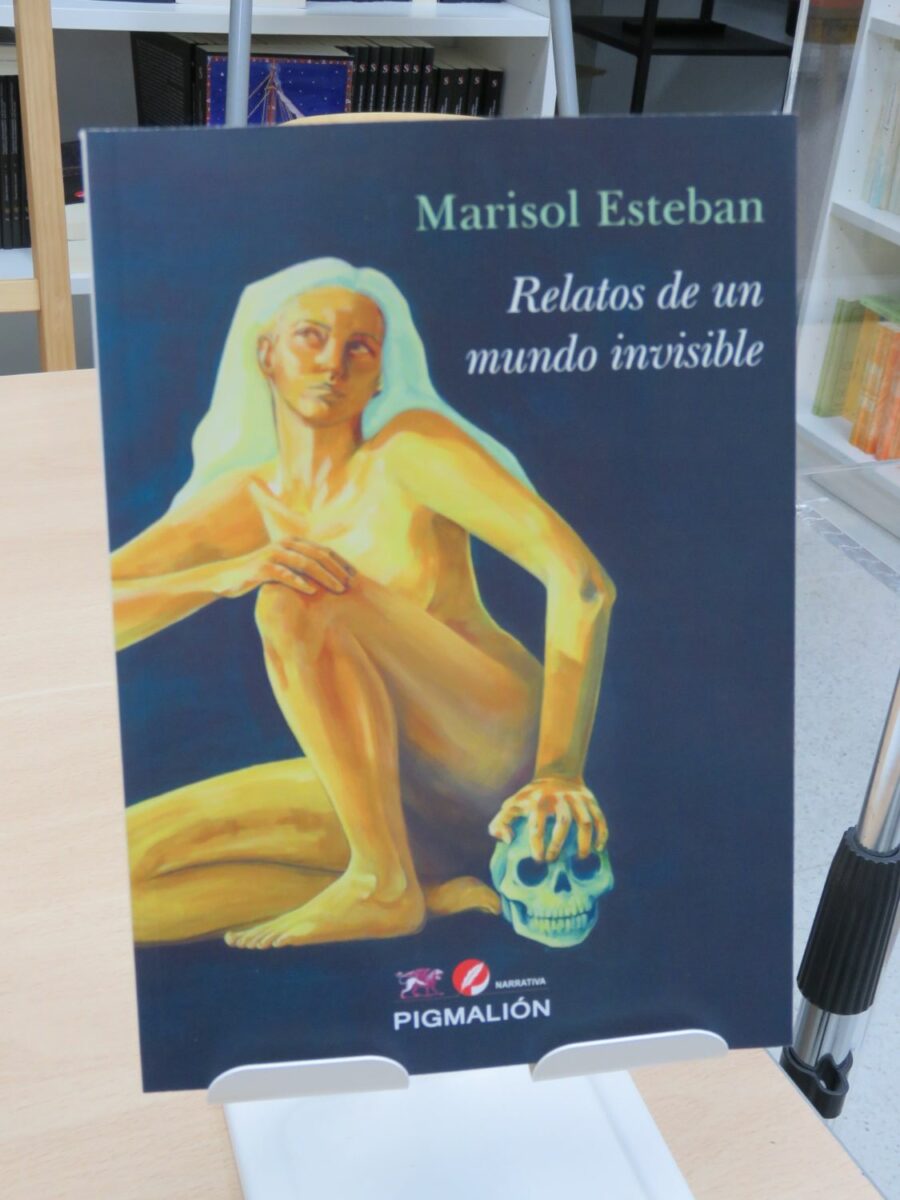 Marisol Esteban
Relatos de un
mundo invisible
NARRATIVA
PIGMALIÓN
S S S S S S S S S